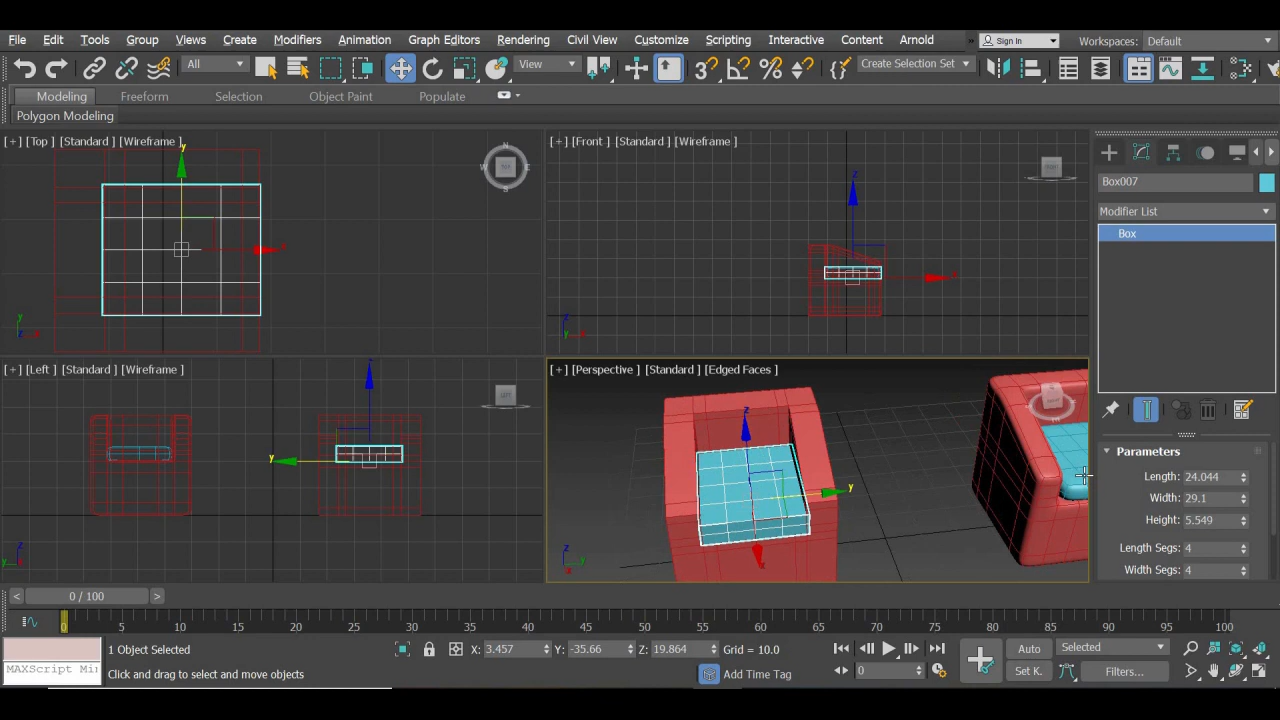 File Edit Tools Group Views Create Modifiers Animation Graph Editors Rendering Civil View Customize Scripting Interactive Content Arnold » Sign In Workspaces: Default
All View 3 Create Selection Set
Modeling Freeform Selection Object Paint Populate
Polygon Modeling
[+] [Top ] [Standard ] [Wireframe ]
[+] [Front ] [Standard ] [Wireframe ]
Box007
Modifier List
Box
[+] [Left ] [Standard ] [Wireframe ]
[+] [Perspective ] [Standard ] [Edged Faces ]
Parameters
Length: 24.044
Width: 29.1
Height: 5.549
Length Segs: 4
Width Segs: 4
< 0 / 100 >
0 5 10 15 20 25 30 35 40 45 50 55 60 65 70 75 80 85 90 95 100
1 Object Selected X: 3.457 Y: -35.66 Z: 19.864 Grid = 10.0 Auto Selected
MAXScript Min
Click and drag to select and move objects Add Time Tag 0 Set K. Filters...